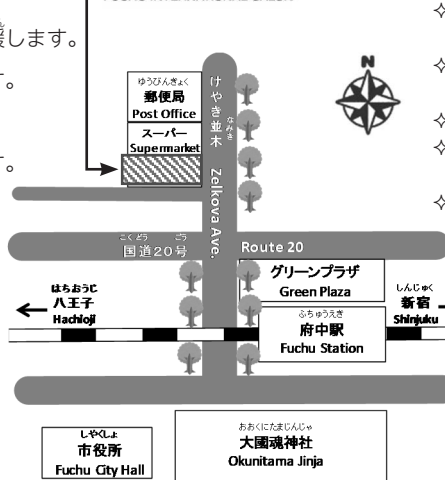 援します。
す。
す。
ゆうびんきょく
郵便局
Post Office
スーパー
Supermarket
けやき並木
なみき
Zelkova Ave.
N
こくどう ごう
国道20号
Route 20
グリーンプラザ
Green Plaza
はちおうじ
八王子
Hachioji
しんじゅく
新宿
Shinjuku
ふちゅうえき
府中駅
Fuchu Station
しやくしょ
市役所
Fuchu City Hall
おおくにたまじんじゃ
大國魂神社
Okunitama Jinja